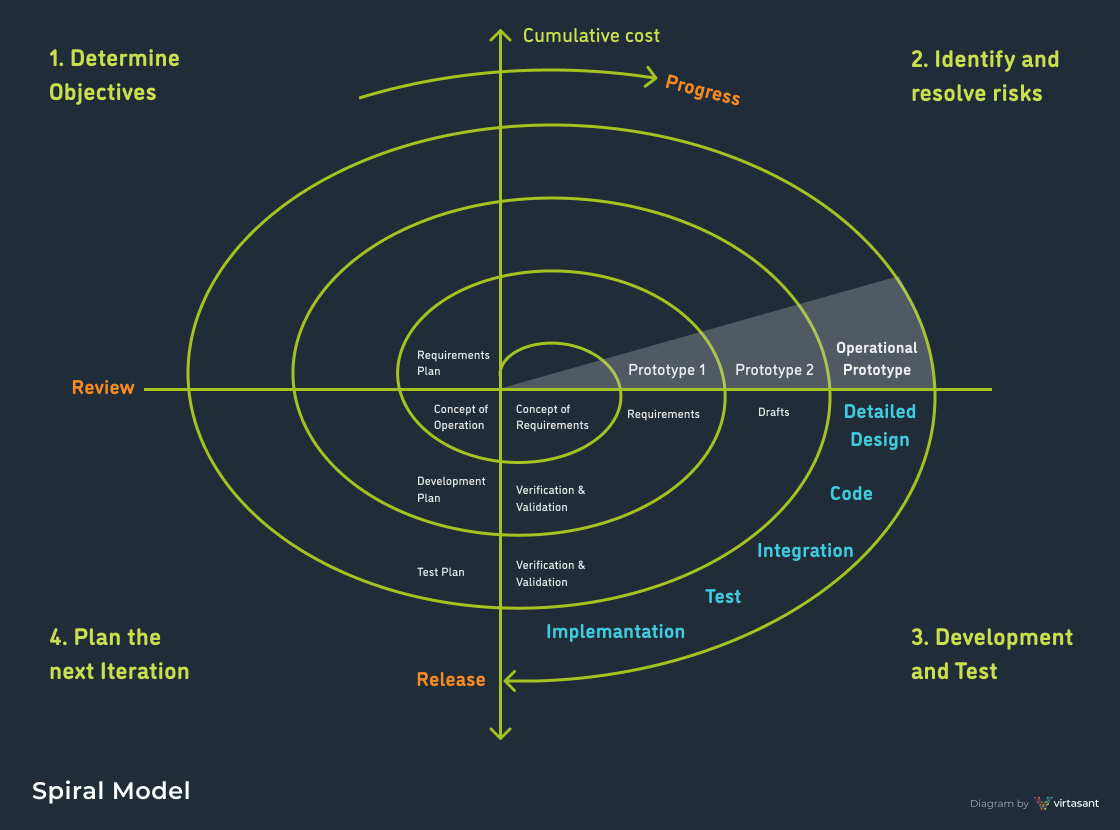 Cumulative cost
1. Determine
Objectives
Progress
2. Identify and
resolve risks
Requirements
Plan
Prototype 1
Prototype 2
Operational
Prototype
Review
Concept of
Operation
Concept of
Requirements
Requirements
Drafts
Detailed
Design
Development
Plan
Verification &
Validation
Code
Integration
Test Plan
Verification &
Validation
Test
Implemantation
Release
4. Plan the
next Iteration
3. Development
and Test
Spiral Model
Diagram by virtasant